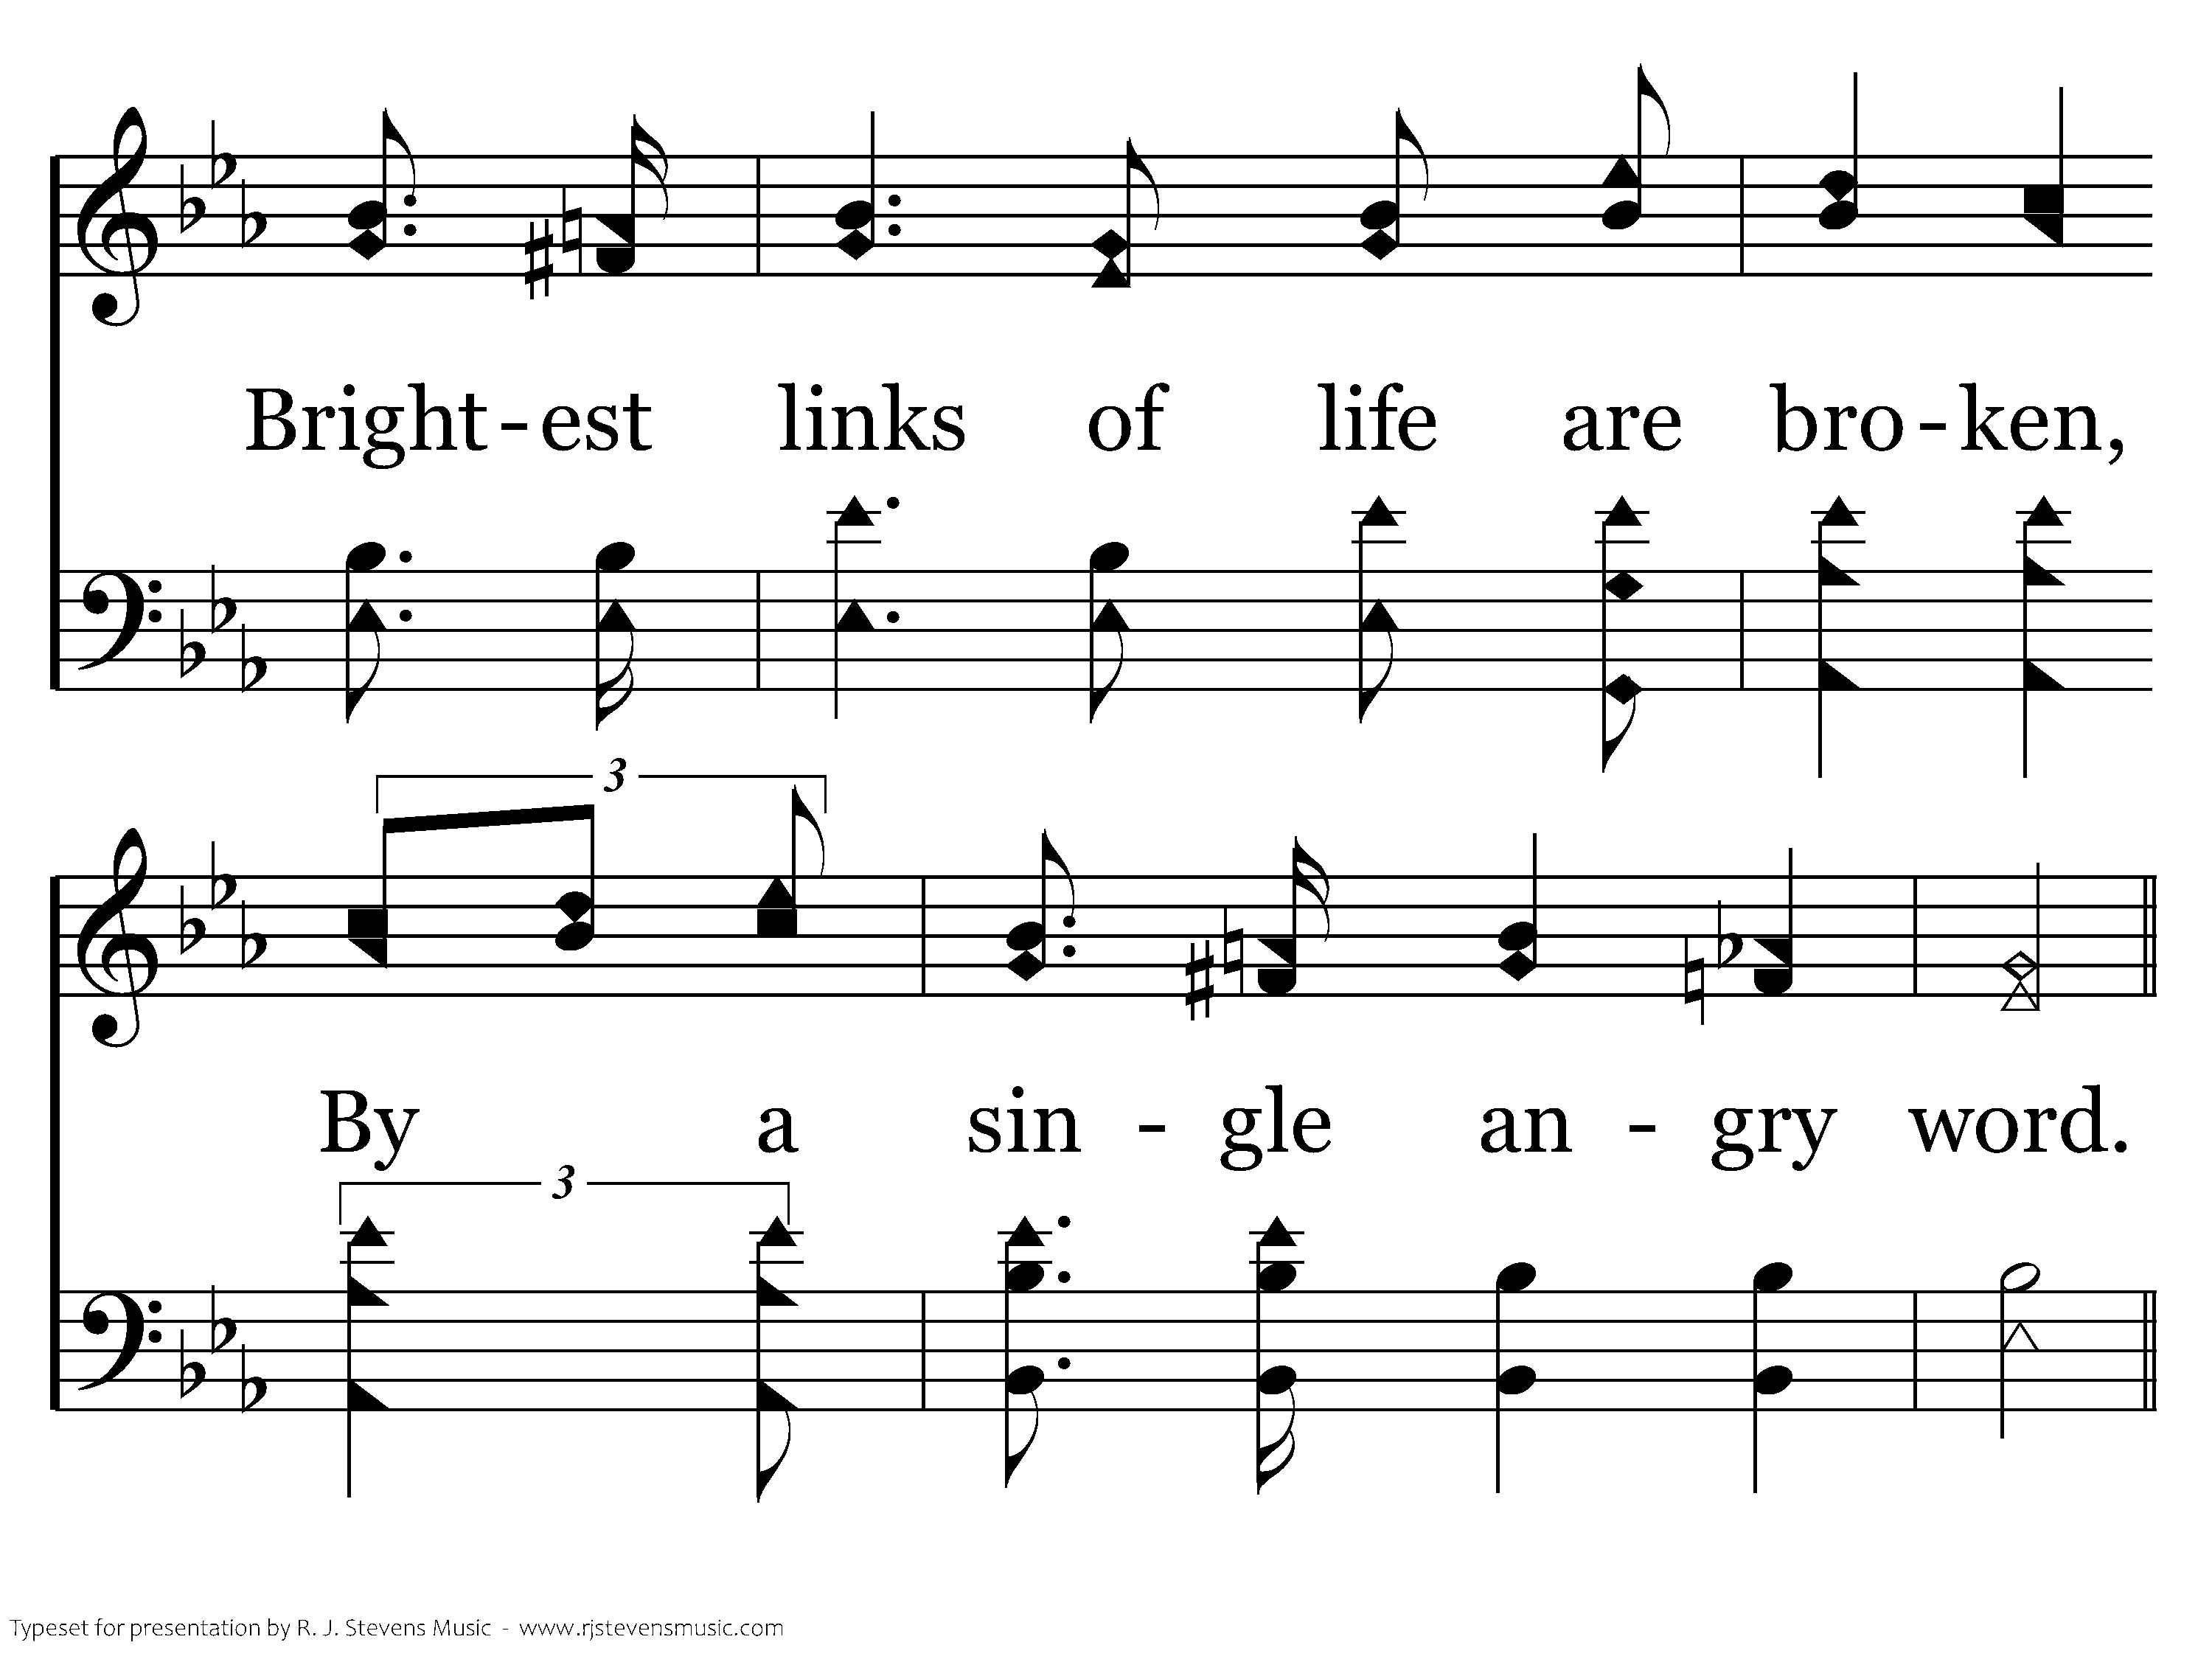 Bright-est links of life are bro-ken,
3
By a sin - gle an - gry word.
3
Typeset for presentation by R. J. Stevens Music - www.rjstevensmusic.com